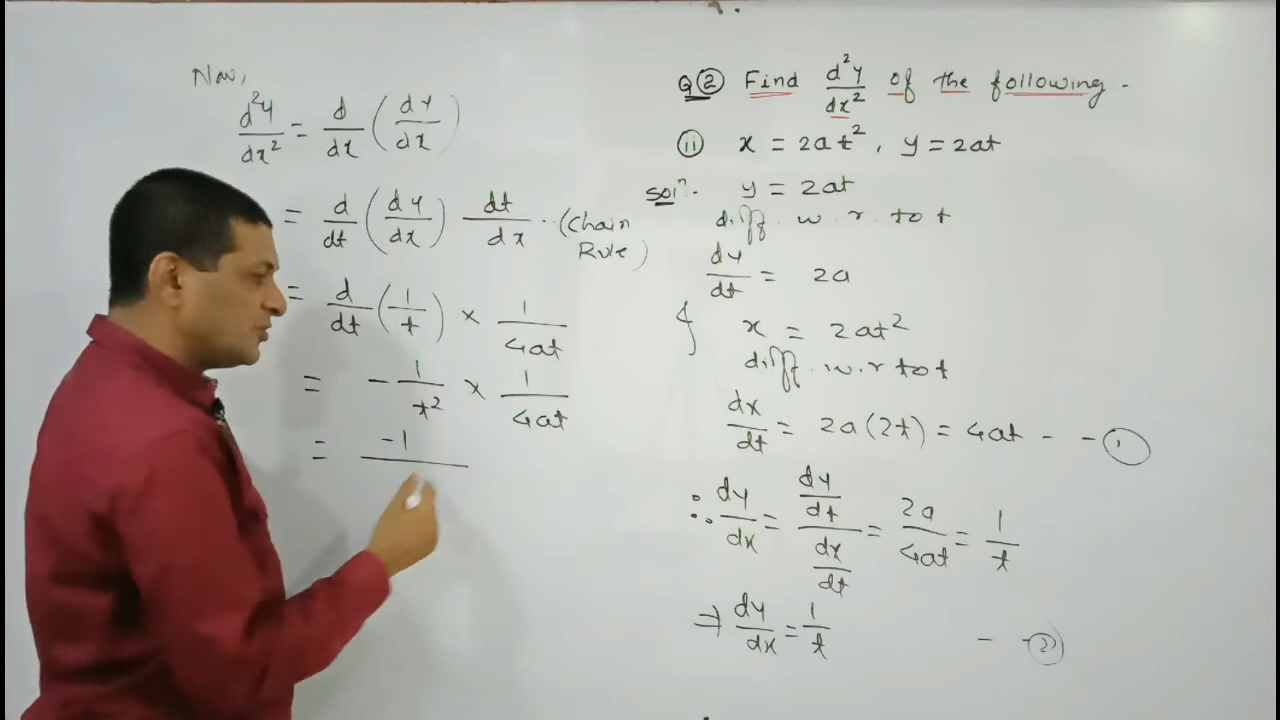 Now,
d²y/dx² = d/dx (dy/dx)
= d/dt (dy/dx) dt/dx .. (Chain Rule)
= d/dt (1/t) × 1/4at
= - 1/t² × 1/4at
= -1/
Q② Find d²y/dx² of the following.
(ii) x = 2at², y = 2at
Solⁿ. y = 2at
diff. w.r. to t
dy/dt = 2a
& x = 2at²
diff. w.r to t
dx/dt = 2a(2t) = 4at - - ①
∴ dy/dx = (dy/dt)/(dx/dt) = 2a/4at = 1/t
⇒ dy/dx = 1/t - - ②